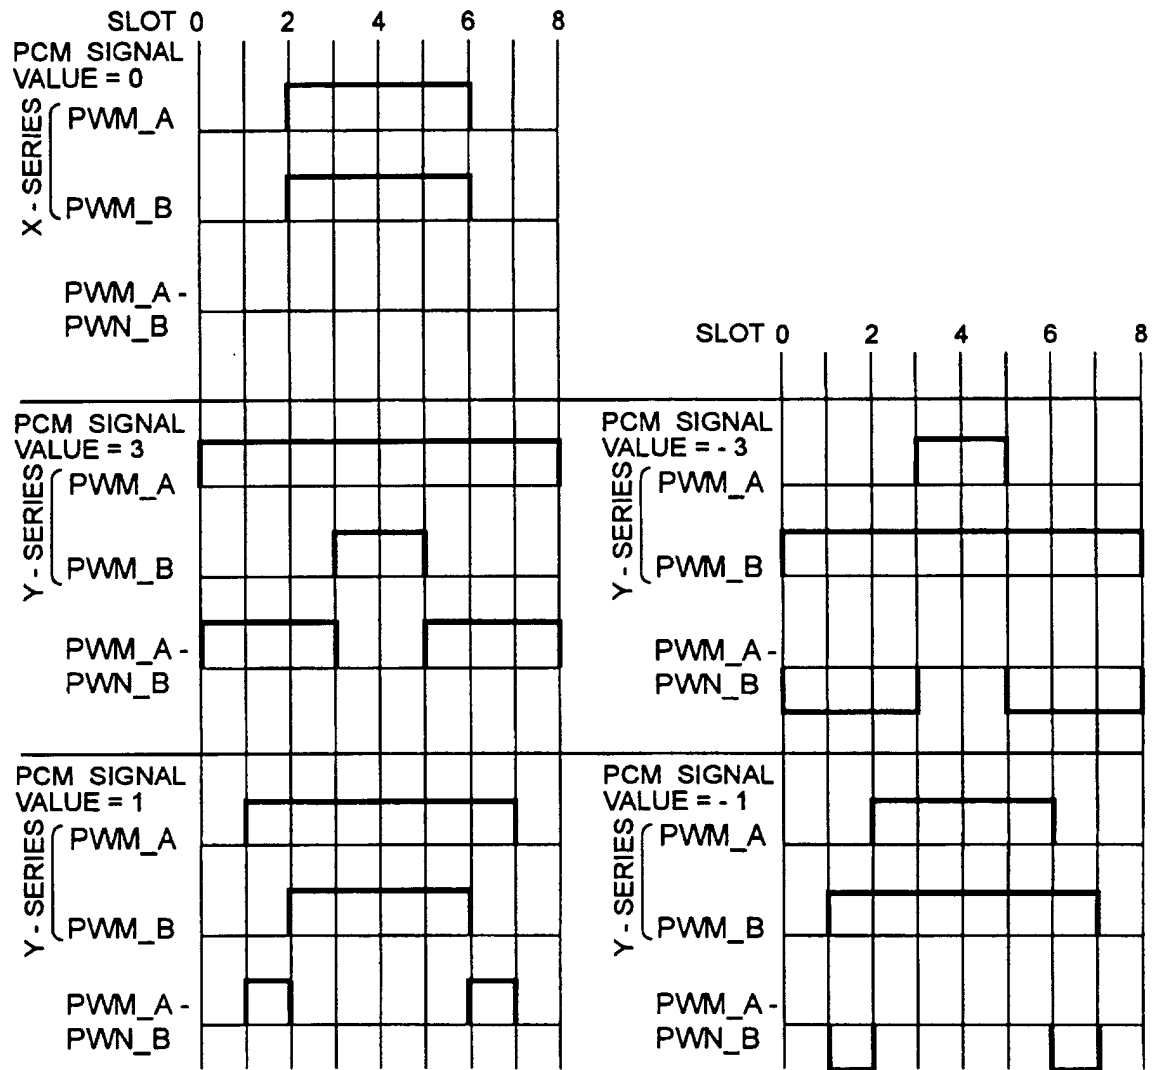 SLOT 0 2 4 6 8
PCM SIGNAL
VALUE = 0
X - SERIES
PWM_A
PWM_B
PWM_A -
PWN_B
SLOT 0 2 4 6 8
PCM SIGNAL
VALUE = 3
Y - SERIES
PWM_A
PWM_B
PWM_A -
PWN_B
PCM SIGNAL
VALUE = - 3
Y - SERIES
PWM_A
PWM_B
PWM_A -
PWN_B
PCM SIGNAL
VALUE = 1
Y - SERIES
PWM_A
PWM_B
PWM_A -
PWN_B
PCM SIGNAL
VALUE = - 1
Y - SERIES
PWM_A
PWM_B
PWM_A -
PWN_B